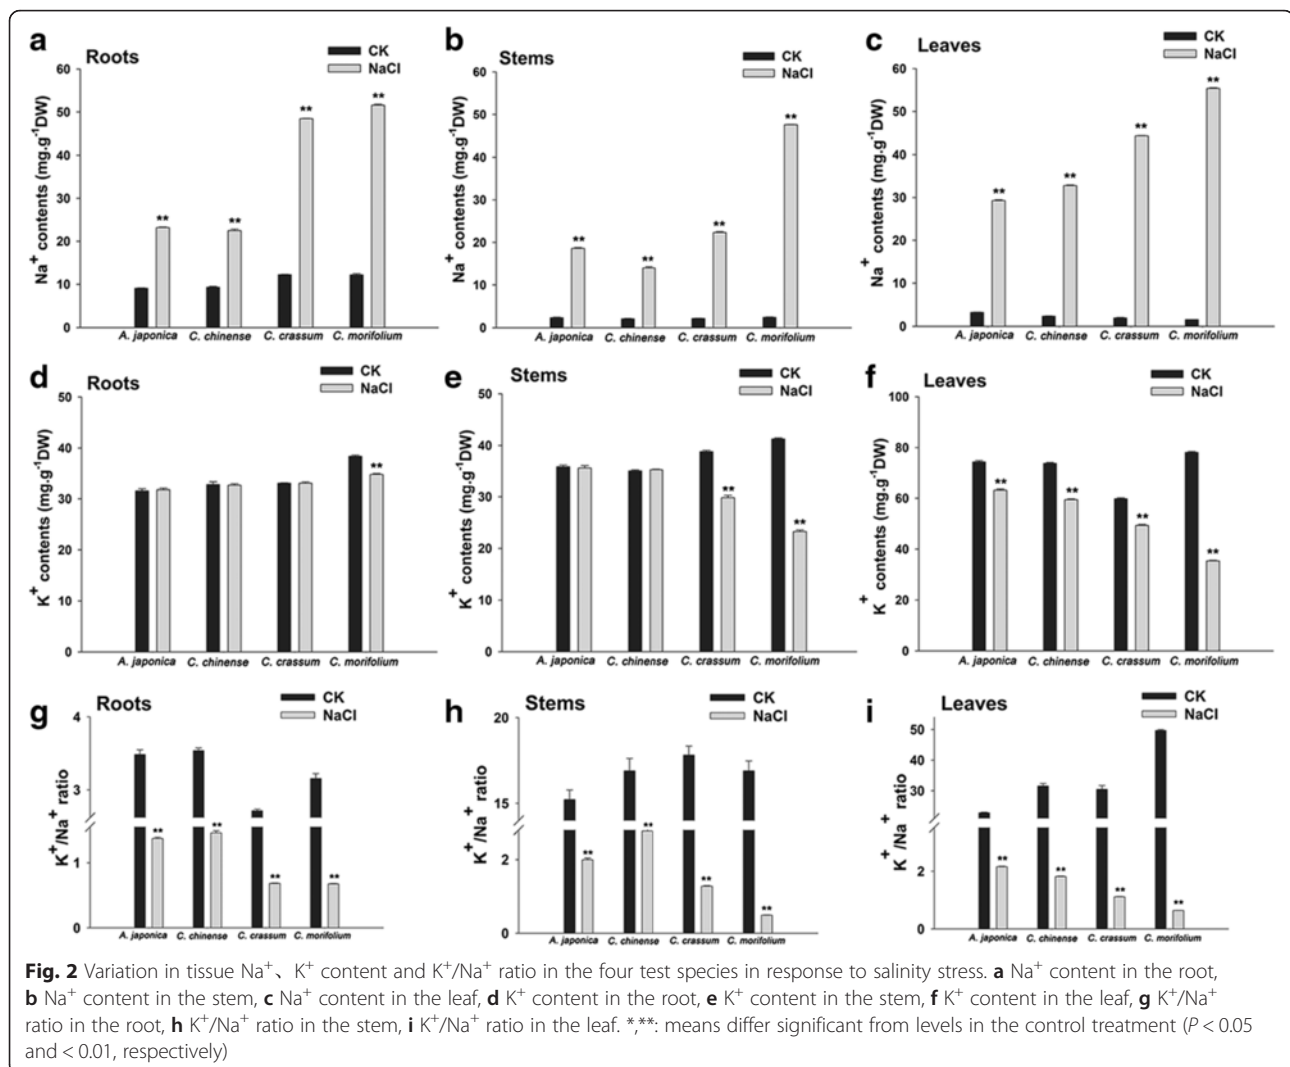 a Roots
CK
NaCl
Na+ contents (mg.g-1DW)
60
50
40
30
20
10
0
A. japonica C. chinense C. crassum C. morifolium
b Stems
CK
NaCl
Na+ contents (mg.g-1DW)
60
50
40
30
20
10
0
** ** ** **
A. japonica C. chinense C. crassum C. morifolium
c Leaves
CK
NaCl
Na+ contents (mg.g-1DW)
60
50
40
30
20
10
0
** ** ** **
A. japonica C. chinense C. crassum C. morifolium
d Roots
CK
NaCl
K+ contents (mg.g-1DW)
50
40
30
20
10
0
**
A. japonica C. chinense C. crassum C. morifolium
e Stems
CK
NaCl
K+ contents (mg.g-1DW)
50
40
30
20
10
0
** **
A. japonica C. chinense C. crassum C. morifolium
f Leaves
CK
NaCl
K+ contents (mg.g-1DW)
100
80
60
40
20
0
** ** ** **
A. japonica C. chinense C. crassum C. morifolium
g Roots
CK
NaCl
K+/Na+ ratio
4
3
1
0
** ** ** **
A. japonica C. chinense C. crassum C. morifolium
h Stems
CK
NaCl
K+/Na+ ratio
20
15
2
0
** ** ** **
A. japonica C. chinense C. crassum C. morifolium
i Leaves
CK
NaCl
K+/Na+ ratio
50
30
2
0
** ** ** **
A. japonica C. chinense C. crassum C. morifolium
Fig. 2 Variation in tissue Na+、 K+ content and K+/Na+ ratio in the four test species in response to salinity stress. a Na+ content in the root,
b Na+ content in the stem, c Na+ content in the leaf, d K+ content in the root, e K+ content in the stem, f K+ content in the leaf, g K+/Na+
ratio in the root, h K+/Na+ ratio in the stem, i K+/Na+ ratio in the leaf. *,**: means differ significant from levels in the control treatment (P < 0.05
and < 0.01, respectively)